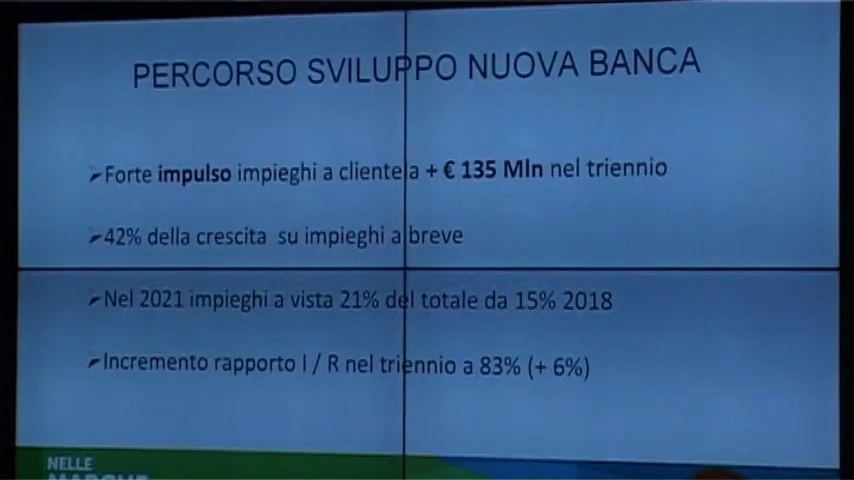 PERCORSO SVILUPPO NUOVA BANCA
➢Forte impulso impieghi a clientela + € 135 Mln nel triennio
➢42% della crescita su impieghi a breve
➢Nel 2021 impieghi a vista 21% del totale da 15% 2018
➢Incremento rapporto I / R nel triennio a 83% (+ 6%)
NELLE
MARCHE